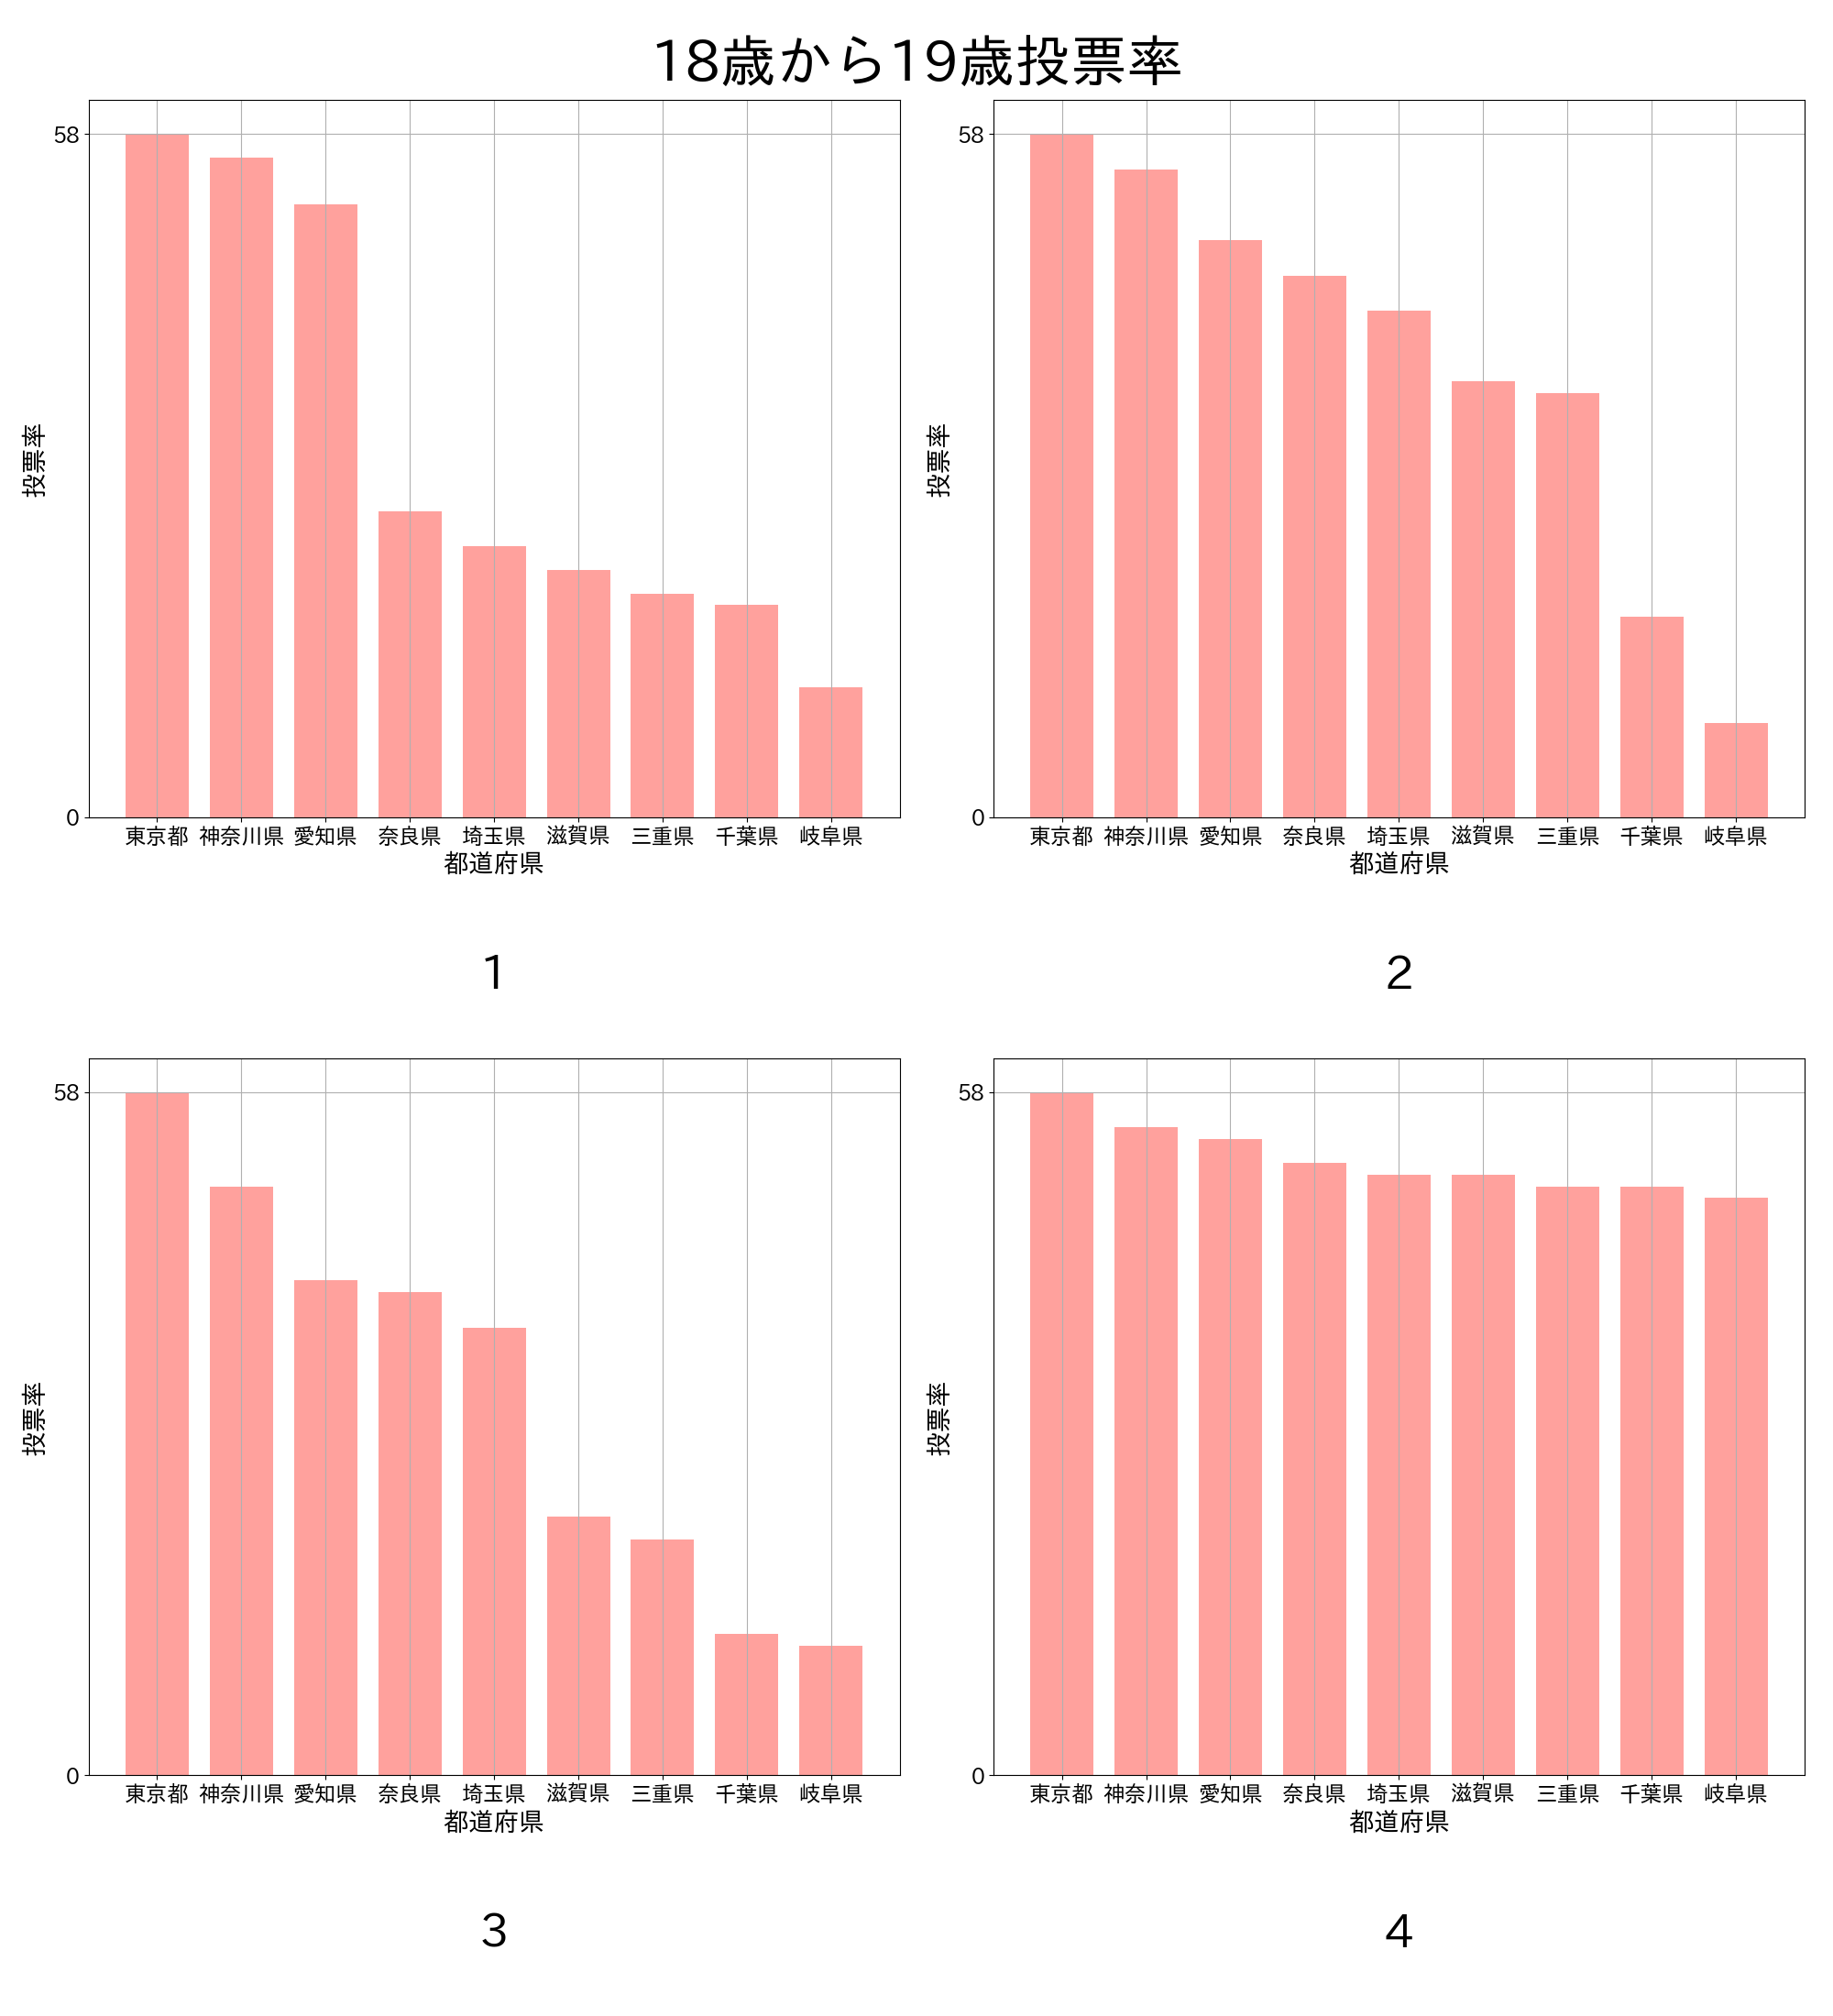 18歳から19歳投票率
58
0
投票率
東京都 神奈川県 愛知県 奈良県 埼玉県 滋賀県 三重県 千葉県 岐阜県
都道府県
1
58
0
投票率
東京都 神奈川県 愛知県 奈良県 埼玉県 滋賀県 三重県 千葉県 岐阜県
都道府県
2
58
0
投票率
東京都 神奈川県 愛知県 奈良県 埼玉県 滋賀県 三重県 千葉県 岐阜県
都道府県
3
58
0
投票率
東京都 神奈川県 愛知県 奈良県 埼玉県 滋賀県 三重県 千葉県 岐阜県
都道府県
4